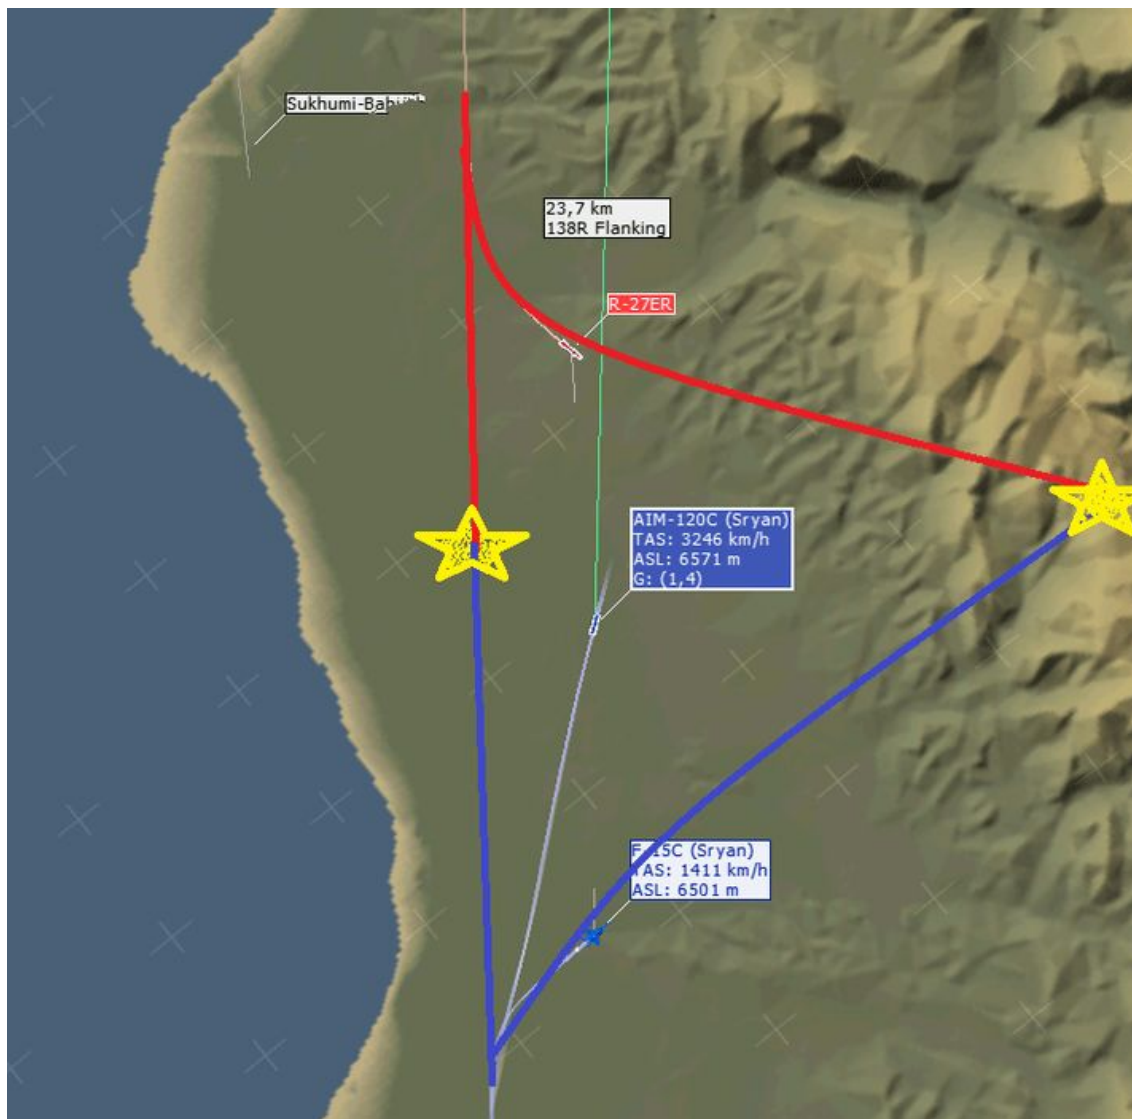 Sukhumi-Bab
23,7 km
138R Flanking
R-27ER
AIM-120C (Sryan)
TAS: 3246 km/h
ASL: 6571 m
G: (1,4)
F-15C (Sryan)
TAS: 1411 km/h
ASL: 6501 m